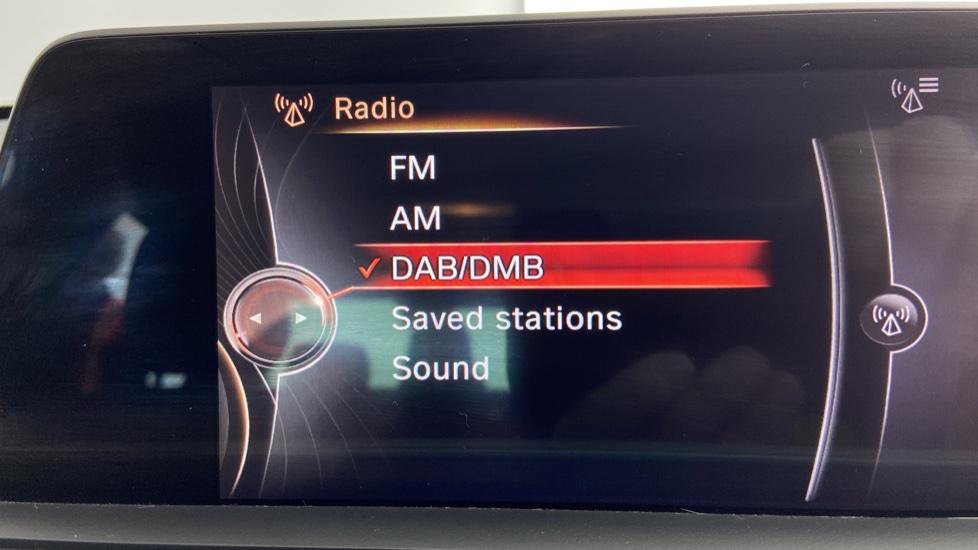 Radio
FM
AM
DAB/DMB
Saved stations
Sound